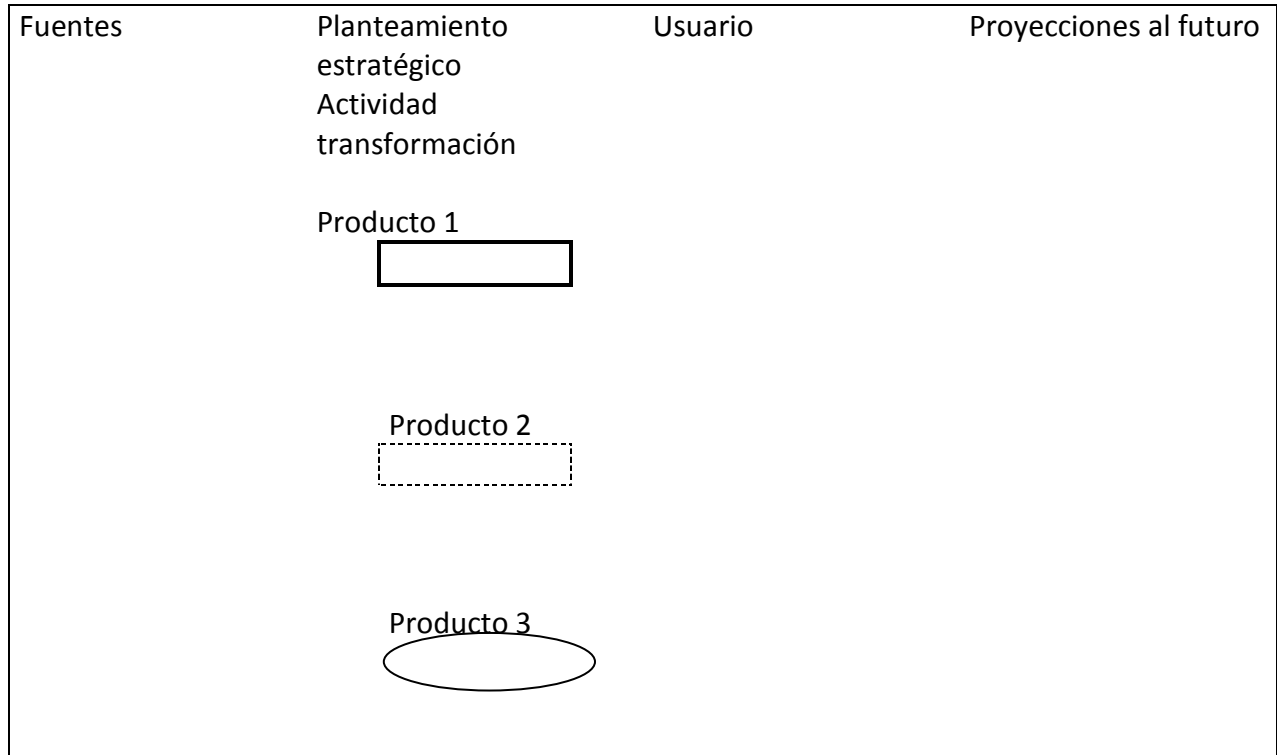 Fuentes
Planteamiento
estratégico
Actividad
transformación
Usuario
Proyecciones al futuro
Producto 1
Producto 2
Producto 3